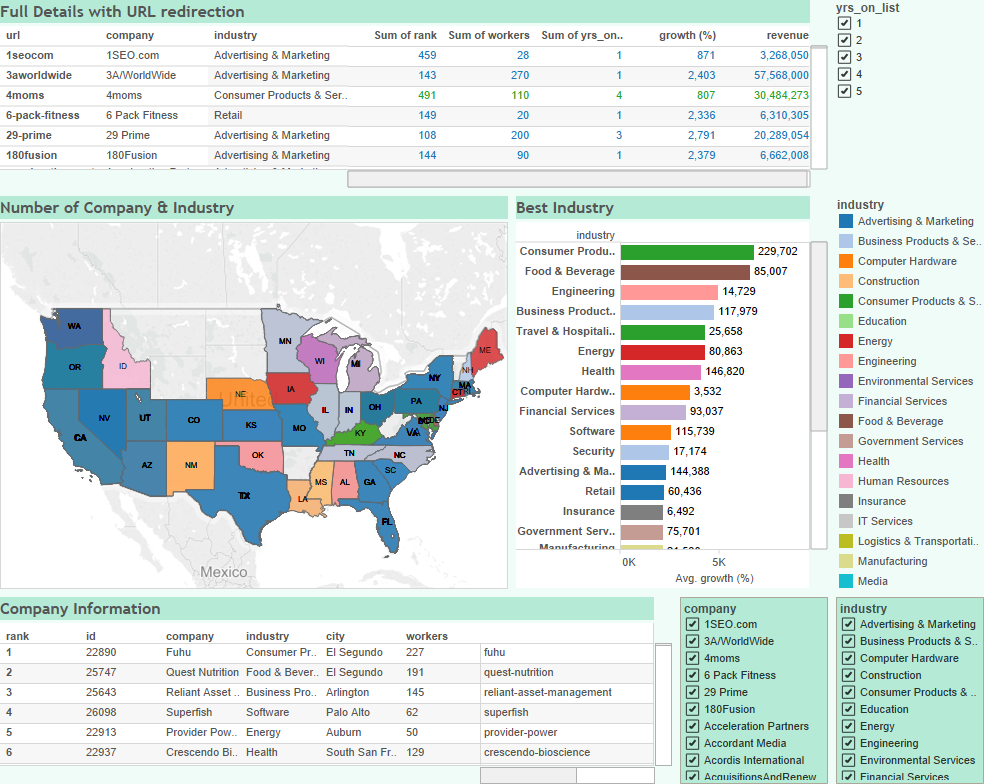 Full Details with URL redirection
url company industry Sum of rank Sum of workers Sum of yrs_on.. growth (%) revenue
1seocom 1SEO.com Advertising & Marketing 459 28 1 871 3,268,050
3aworldwide 3A/WorldWide Advertising & Marketing 143 270 1 2,403 57,568,000
4moms 4moms Consumer Products & Ser.. 491 110 4 807 30,484,273
6-pack-fitness 6 Pack Fitness Retail 149 20 1 2,336 6,310,305
29-prime 29 Prime Advertising & Marketing 108 200 3 2,791 20,289,054
180fusion 180Fusion Advertising & Marketing 144 90 1 2,379 6,662,008
yrs_on_list
1
2
3
4
5
Number of Company & Industry
WA
OR
ID
NV
CA
UT
AZ
CO
NM
NE
KS
OK
TX
MN
IA
MO
LA
WI
IL
IN
MI
OH
KY
TN
MS
AL
GA
FL
SC
NC
VA
PA
NY
NJ
CT
MA
NH
ME
DE
United
Mexico
Best Industry
industry
Consumer Produ.. 229,702
Food & Beverage 85,007
Engineering 14,729
Business Product.. 117,979
Travel & Hospitali.. 25,658
Energy 80,863
Health 146,820
Computer Hardw.. 3,532
Financial Services 93,037
Software 115,739
Security 17,174
Advertising & Ma.. 144,388
Retail 60,436
Insurance 6,492
Government Serv.. 75,701
Manufacturing
0K 5K
Avg. growth (%)
industry
Advertising & Marketing
Business Products & Se..
Computer Hardware
Construction
Consumer Products & S..
Education
Energy
Engineering
Environmental Services
Financial Services
Food & Beverage
Government Services
Health
Human Resources
Insurance
IT Services
Logistics & Transportati..
Manufacturing
Media
Company Information
rank id company industry city workers
1 22890 Fuhu Consumer Pr.. El Segundo 227 fuhu
2 25747 Quest Nutrition Food & Bever.. El Segundo 191 quest-nutrition
3 25643 Reliant Asset .. Business Pro.. Arlington 145 reliant-asset-management
4 26098 Superfish Software Palo Alto 62 superfish
5 22913 Provider Pow.. Energy Auburn 50 provider-power
6 22937 Crescendo Bi.. Health South San Fr.. 129 crescendo-bioscience
company
1SEO.com
3A/WorldWide
4moms
6 Pack Fitness
29 Prime
180Fusion
Acceleration Partners
Accordant Media
Acordis International
AcquisitionsAndRenew
industry
Advertising & Marketing
Business Products & S..
Computer Hardware
Construction
Consumer Products & ..
Education
Energy
Engineering
Environmental Services
Financial Services